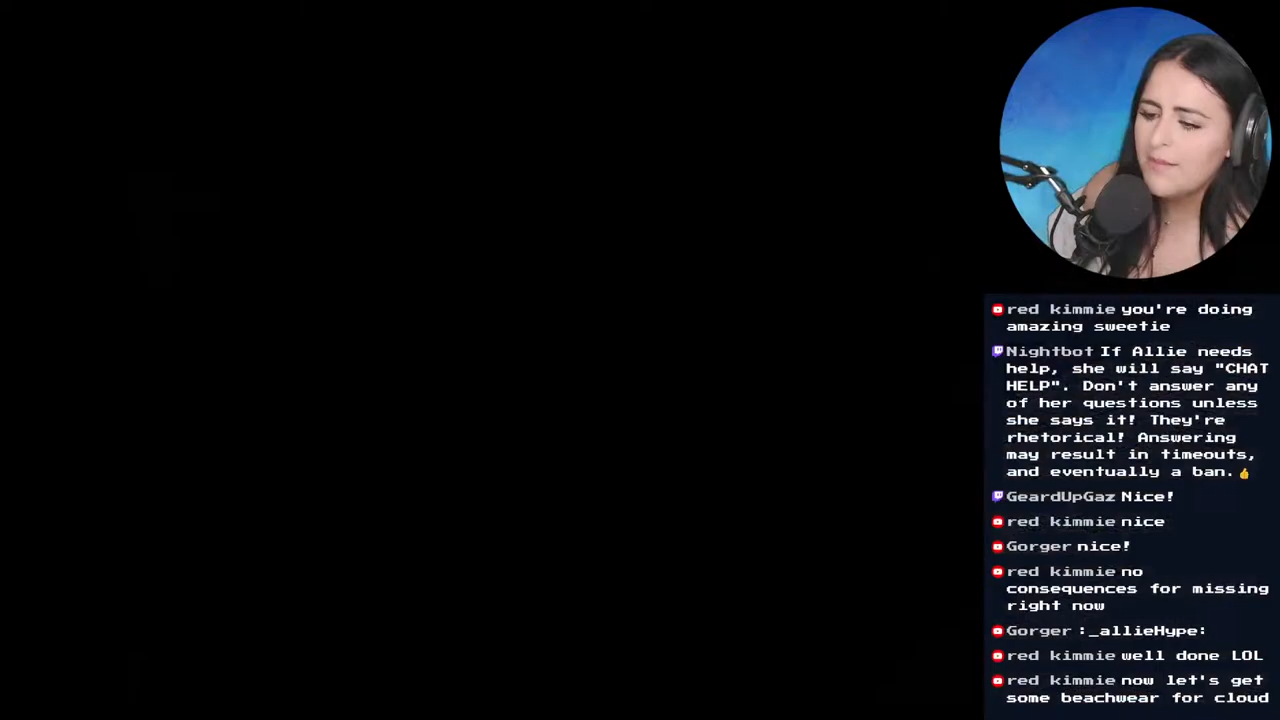 red kimmie you're doing
amazing sweetie
Nightbot If Allie needs
help, she will say "CHAT
HELP". Don't answer any
of her questions unless
she says it! They're
rhetorical! Answering
may result in timeouts,
and eventually a ban.👍
GeardUpGaz Nice!
red kimmie nice
Gorger nice!
red kimmie no
consequences for missing
right now
Gorger :_allieHype:
red kimmie well done LOL
red kimmie now let's get
some beachwear for cloud